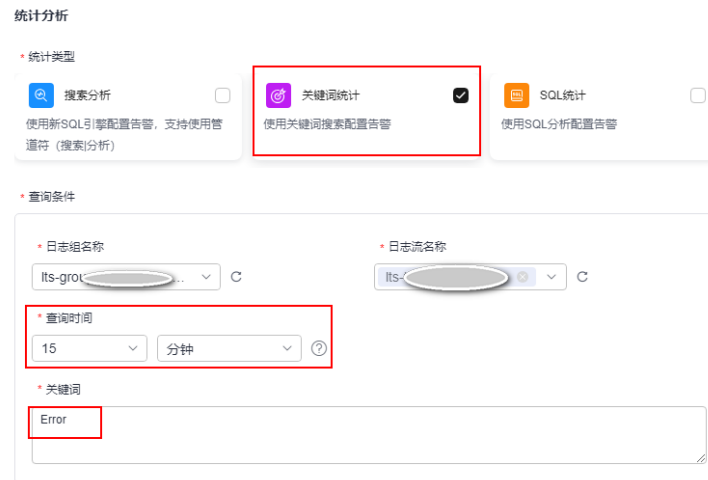 统计分析
* 统计类型
搜索分析
使用新SQL引擎配置告警，支持使用管
道符（搜索|分析）
关键词统计
使用关键词搜索配置告警
SQL统计
使用SQL分析配置告警
* 查询条件
* 日志组名称
lts-grou
...
* 日志流名称
lts-
* 查询时间
15
分钟
* 关键词
Error